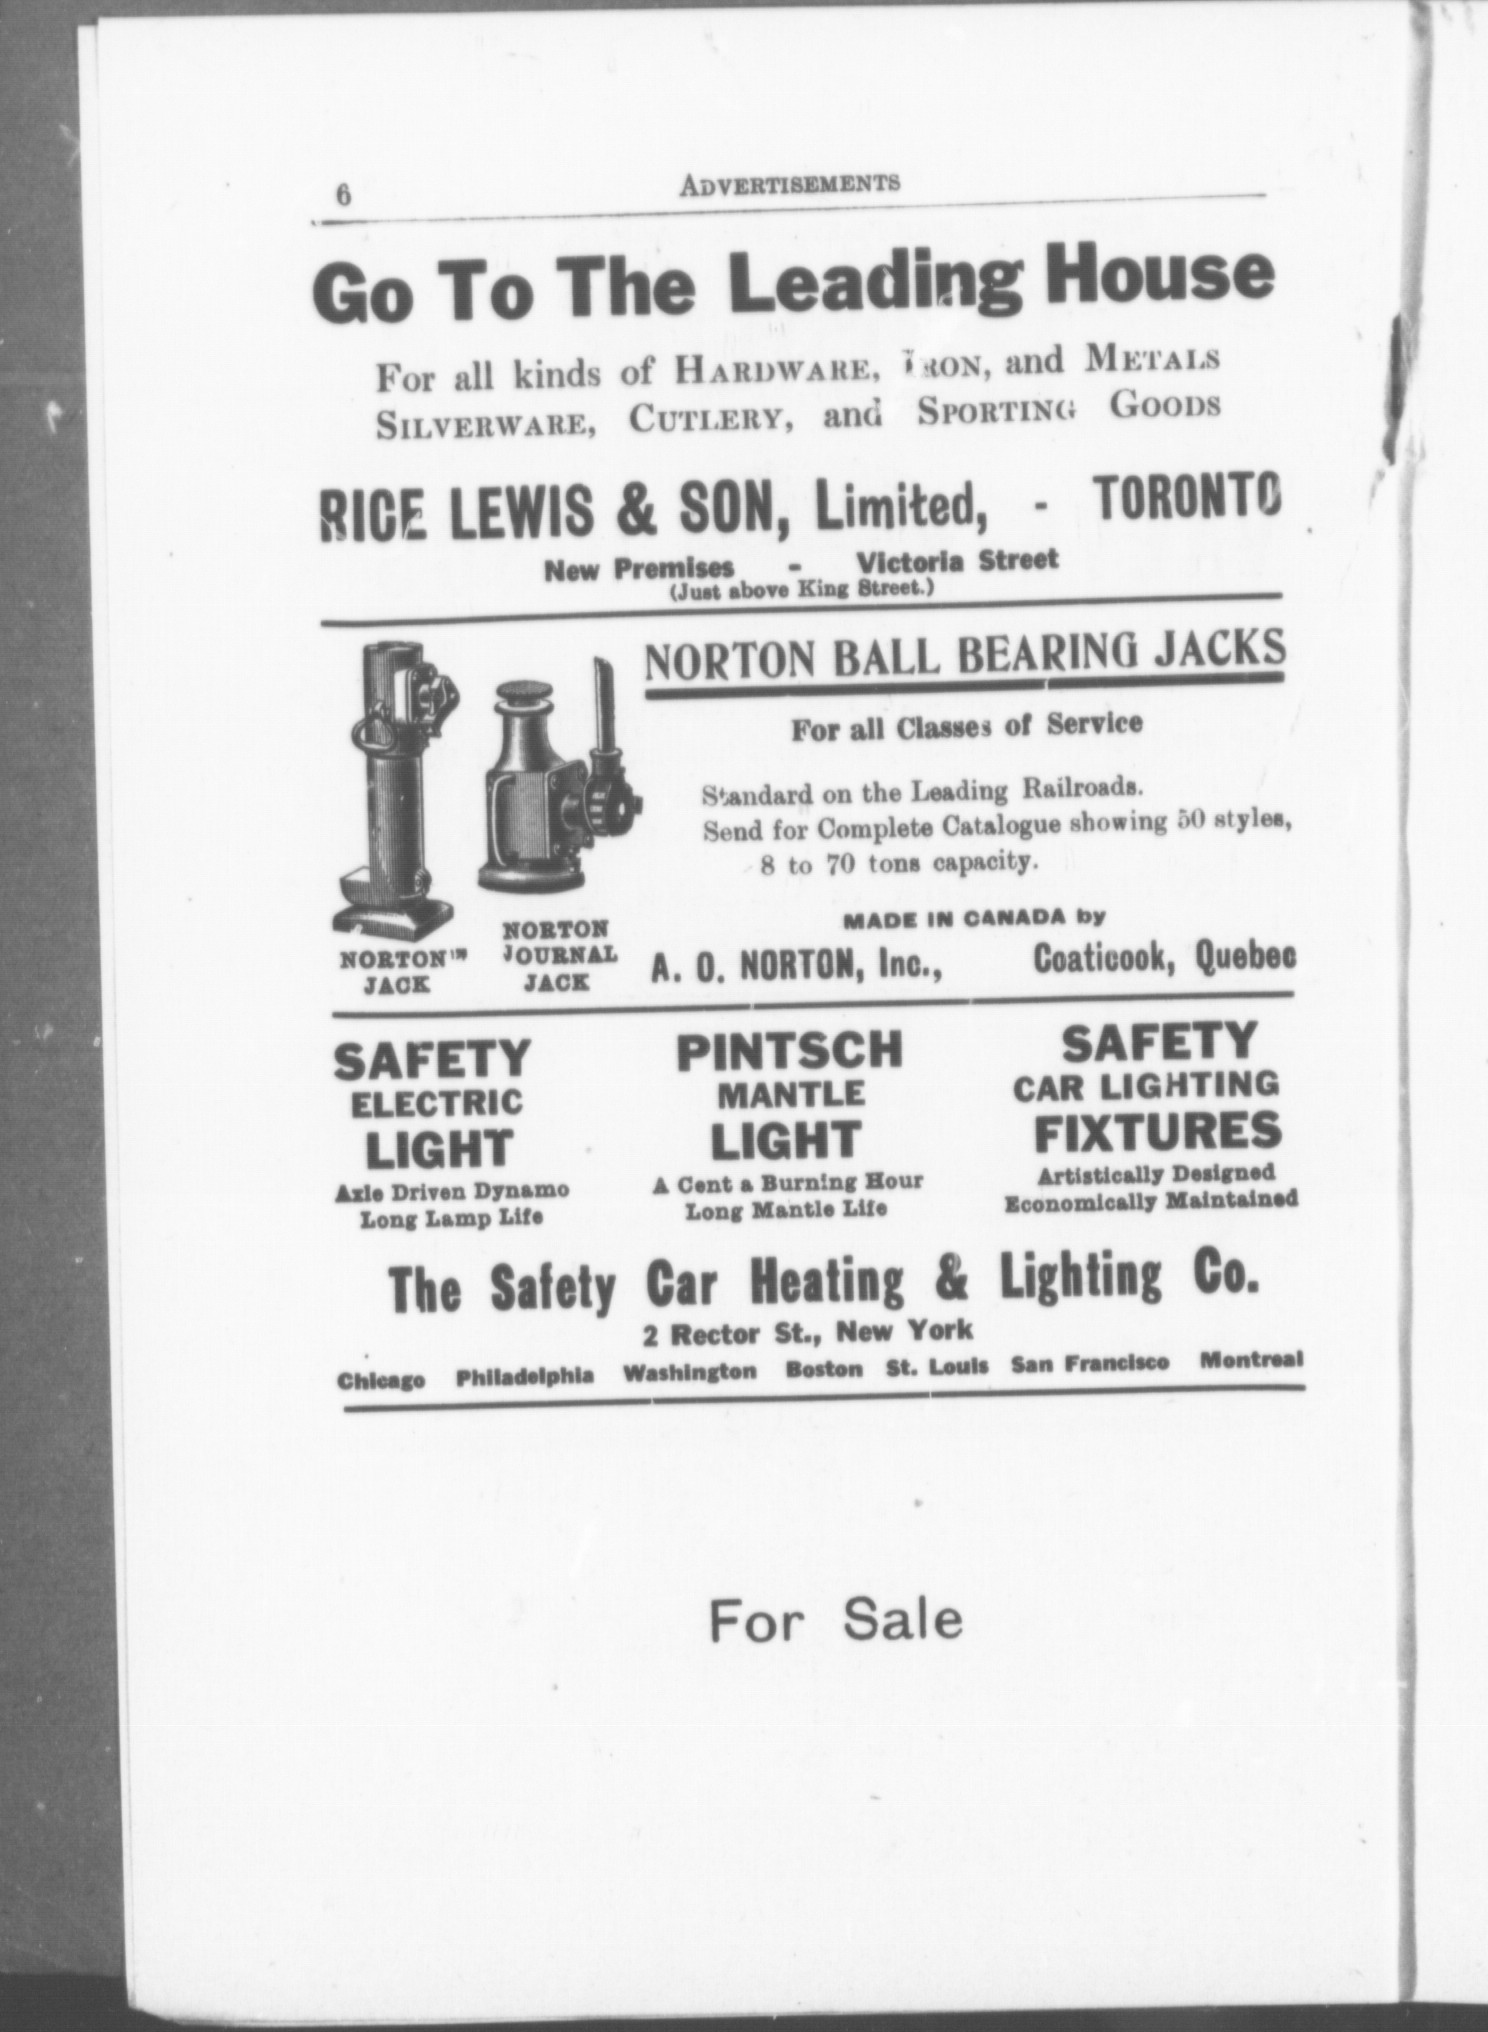 6
ADVERTISEMENTS
Go To The Leading House
For all kinds of HARDWARE, IRON, and METALS
SILVERWARE, CUTLERY, and SPORTING GOODS
RICE LEWIS & SON, Limited, - TORONTO
New Premises - Victoria Street
(Just above King Street.)
NORTON BALL BEARING JACKS
For all Classes of Service
Standard on the Leading Railroads.
Send for Complete Catalogue showing 50 styles,
8 to 70 tons capacity.
MADE IN CANADA by
A. O. NORTON, Inc., Coaticook, Quebec
NORTON
JACK
NORTON
JOURNAL
JACK
SAFETY
ELECTRIC
LIGHT
Axle Driven Dynamo
Long Lamp Life
PINTSCH
MANTLE
LIGHT
A Cent a Burning Hour
Long Mantle Life
SAFETY
CAR LIGHTING
FIXTURES
Artistically Designed
Economically Maintained
The Safety Car Heating & Lighting Co.
2 Rector St., New York
Chicago Philadelphia Washington Boston St. Louis San Francisco Montreal
For Sale